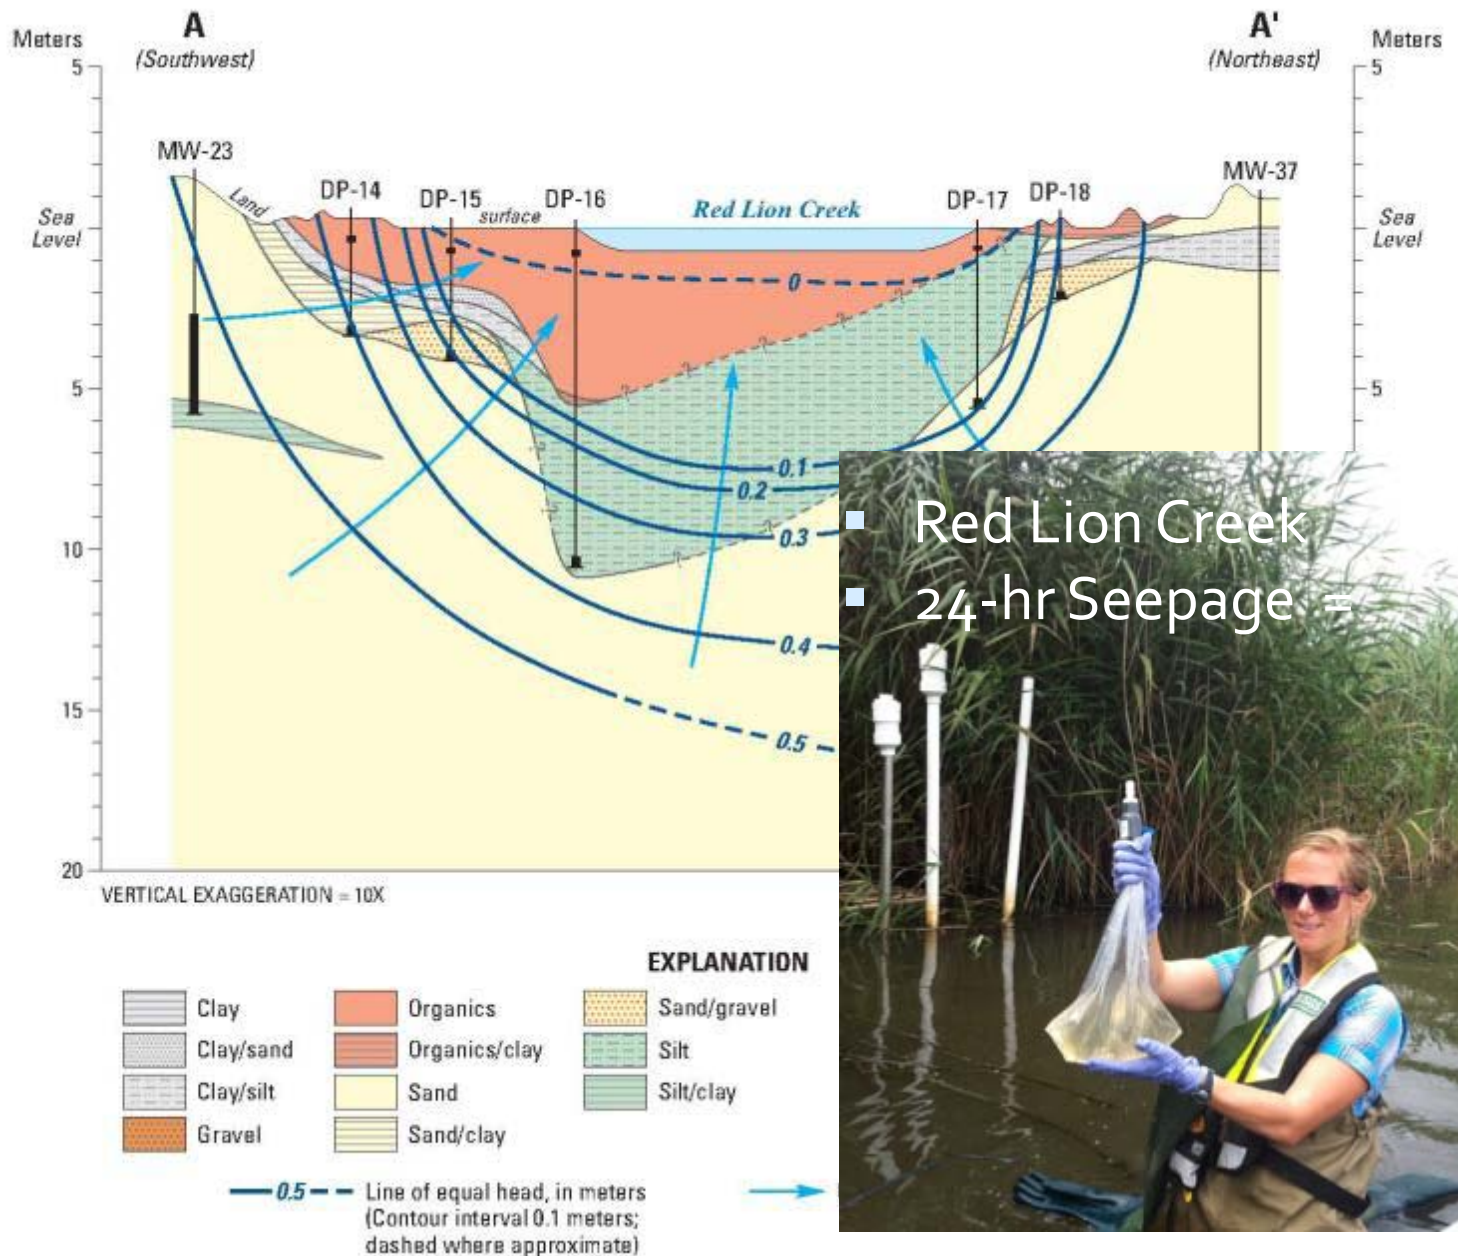 A
(Southwest)
A'
(Northeast)
Meters
Meters
5
5
MW-23
Land
DP-14
DP-15
surface
DP-16
Red Lion Creek
DP-17
DP-18
MW-37
Sea
Level
Sea
Level
0
5
5
0.1
0.2
0.3
10
0.4
15
0.5
20
? ? ? ? ? ? ? ? ?
Red Lion Creek
24-hr Seepage =
VERTICAL EXAGGERATION = 10X
EXPLANATION
Clay
Organics
Sand/gravel
Clay/sand
Organics/clay
Silt
Clay/silt
Sand
Silt/clay
Gravel
Sand/clay
0.5
Line of equal head, in meters
(Contour interval 0.1 meters;
dashed where approximate)
USGS